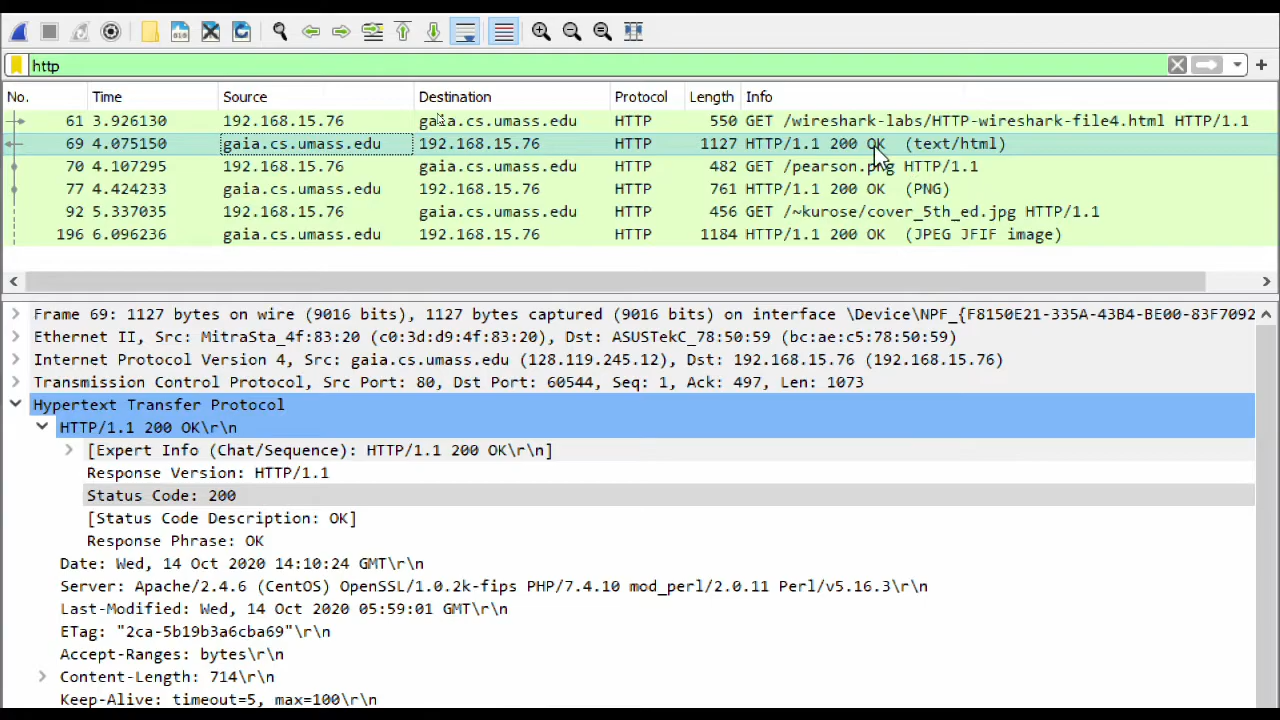 http
No. Time Source Destination Protocol Length Info
61 3.926130 192.168.15.76 gaia.cs.umass.edu HTTP 550 GET /wireshark-labs/HTTP-wireshark-file4.html HTTP/1.1
69 4.075150 gaia.cs.umass.edu 192.168.15.76 HTTP 1127 HTTP/1.1 200 OK (text/html)
70 4.107295 192.168.15.76 gaia.cs.umass.edu HTTP 482 GET /pearson.png HTTP/1.1
77 4.424233 gaia.cs.umass.edu 192.168.15.76 HTTP 761 HTTP/1.1 200 OK (PNG)
92 5.337035 192.168.15.76 gaia.cs.umass.edu HTTP 456 GET /~kurose/cover_5th_ed.jpg HTTP/1.1
196 6.096236 gaia.cs.umass.edu 192.168.15.76 HTTP 1184 HTTP/1.1 200 OK (JPEG JFIF image)
Frame 69: 1127 bytes on wire (9016 bits), 1127 bytes captured (9016 bits) on interface \Device\NPF_{F8150E21-335A-43B4-BE00-83F7092
Ethernet II, Src: MitraSta_4f:83:20 (c0:3d:d9:4f:83:20), Dst: ASUSTekC_78:50:59 (bc:ae:c5:78:50:59)
Internet Protocol Version 4, Src: gaia.cs.umass.edu (128.119.245.12), Dst: 192.168.15.76 (192.168.15.76)
Transmission Control Protocol, Src Port: 80, Dst Port: 60544, Seq: 1, Ack: 497, Len: 1073
Hypertext Transfer Protocol
HTTP/1.1 200 OK\r\n
[Expert Info (Chat/Sequence): HTTP/1.1 200 OK\r\n]
Response Version: HTTP/1.1
Status Code: 200
[Status Code Description: OK]
Response Phrase: OK
Date: Wed, 14 Oct 2020 14:10:24 GMT\r\n
Server: Apache/2.4.6 (CentOS) OpenSSL/1.0.2k-fips PHP/7.4.10 mod_perl/2.0.11 Perl/v5.16.3\r\n
Last-Modified: Wed, 14 Oct 2020 05:59:01 GMT\r\n
ETag: "2ca-5b19b3a6cba69"\r\n
Accept-Ranges: bytes\r\n
Content-Length: 714\r\n
Keep-Alive: timeout=5, max=100\r\n